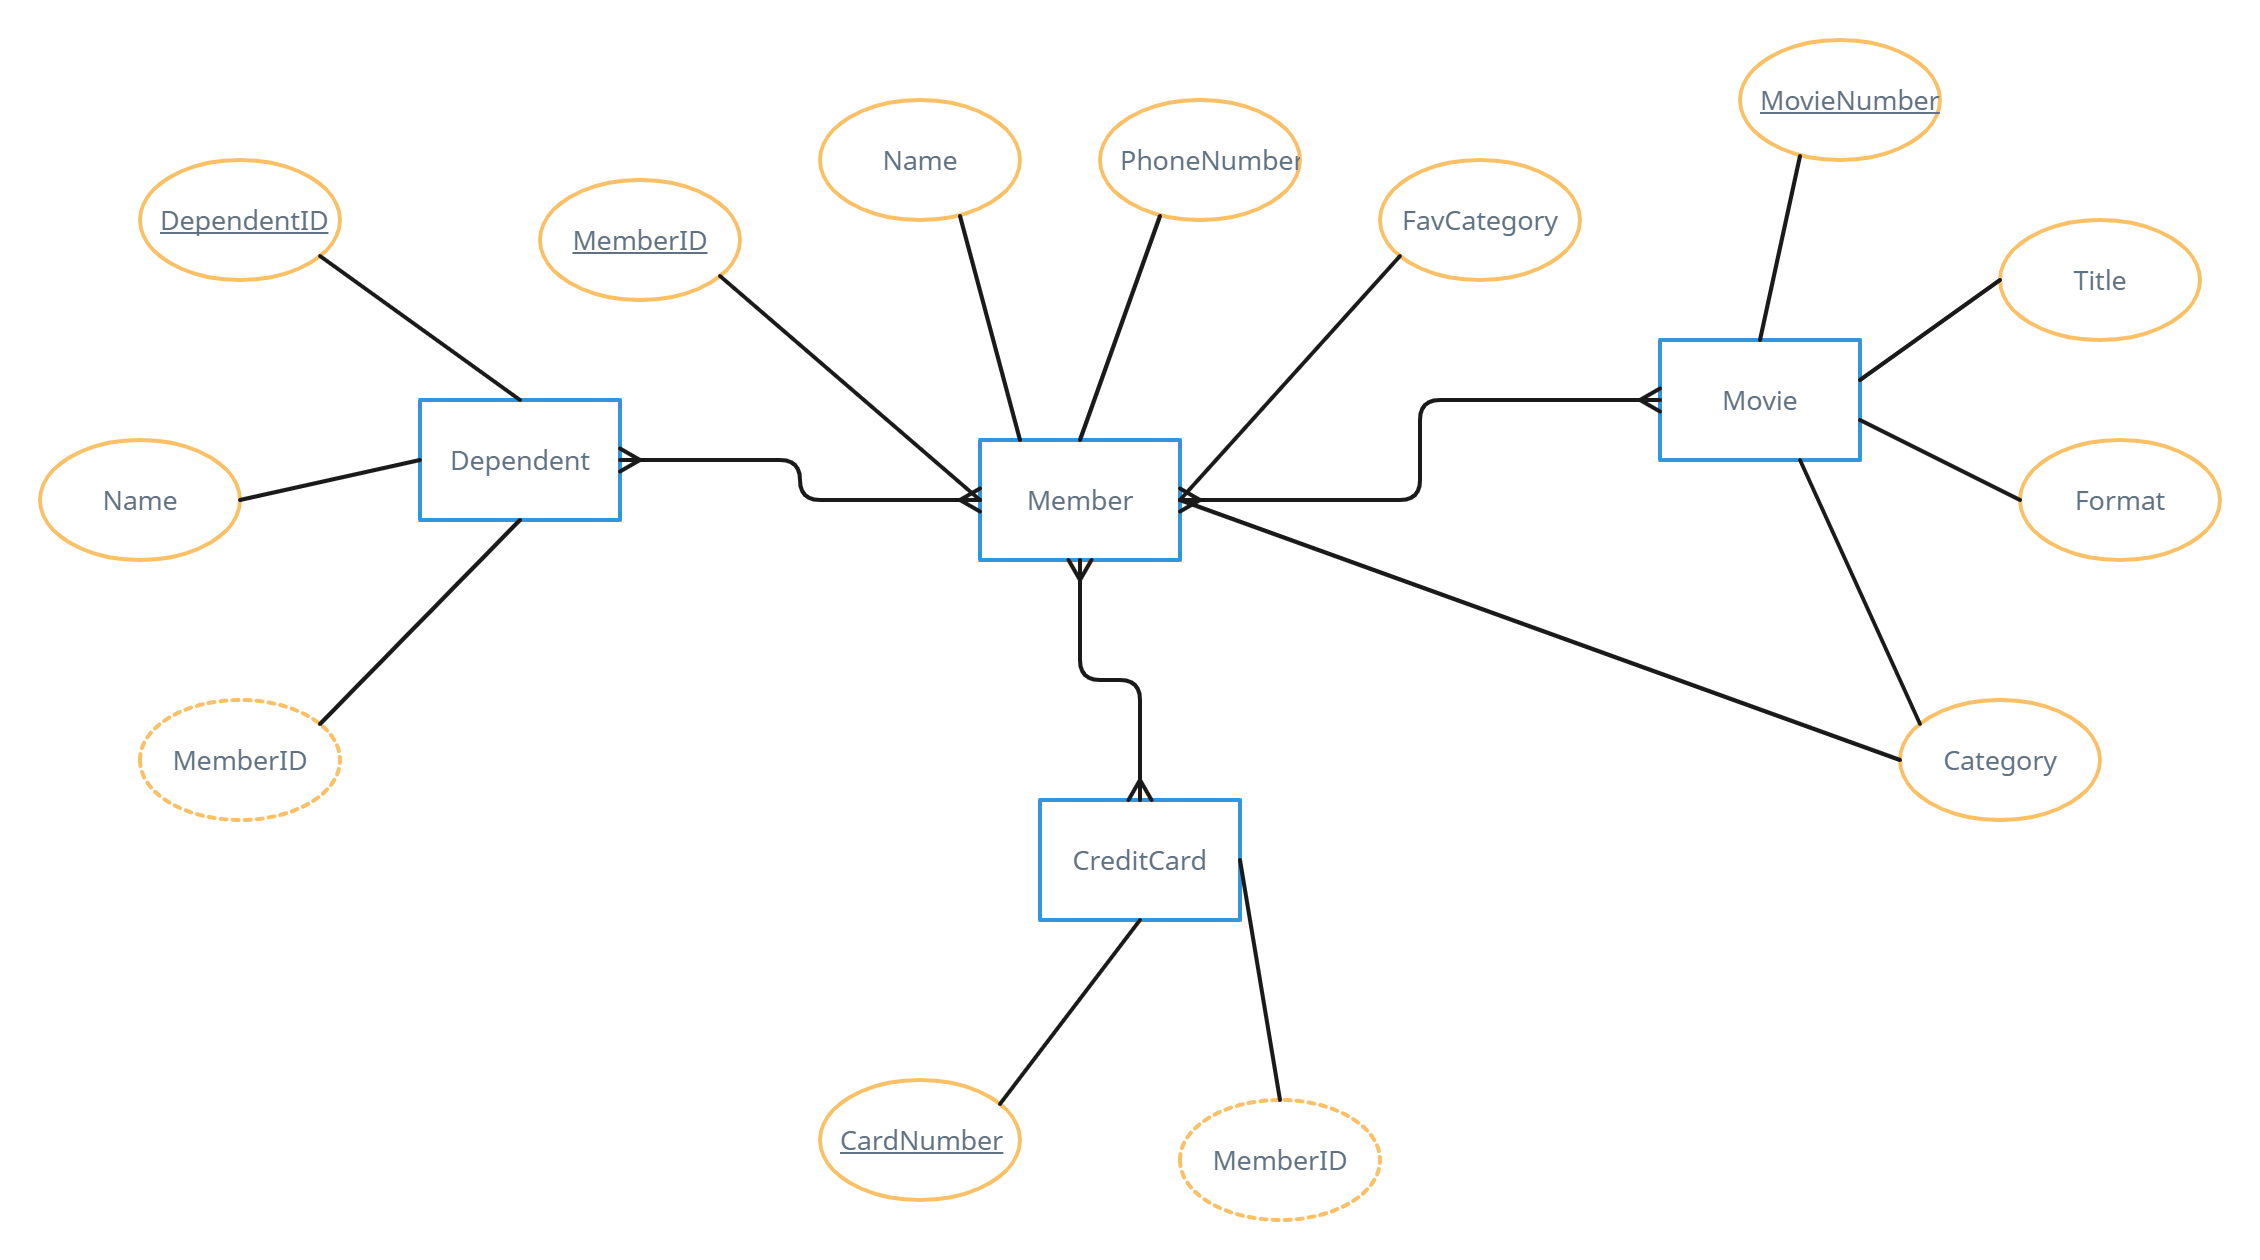 MovieNumber
Name
PhoneNumber
DependentID
MemberID
FavCategory
Title
Movie
Dependent
Name
Member
Format
MemberID
Category
CreditCard
CardNumber
MemberID